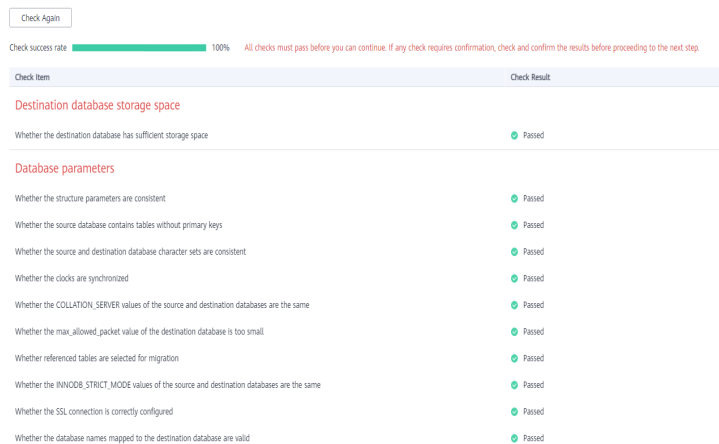 Check Again
Check success rate 100% All checks must pass before you can continue. If any check requires confirmation, check and confirm the results before proceeding to the next step.
Check Item Check Result
Destination database storage space
Whether the destination database has sufficient storage space Passed
Database parameters
Whether the structure parameters are consistent Passed
Whether the source database contains tables without primary keys Passed
Whether the source and destination database character sets are consistent Passed
Whether the clocks are synchronized Passed
Whether the COLLATION_SERVER values of the source and destination databases are the same Passed
Whether the max_allowed_packet value of the destination database is too small Passed
Whether referenced tables are selected for migration Passed
Whether the INNODB_STRICT_MODE values of the source and destination databases are the same Passed
Whether the SSL connection is correctly configured Passed
Whether the database names mapped to the destination database are valid Passed